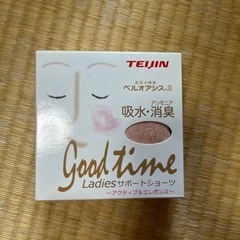 TEIJIN
ベルオアシス
アンモニア
吸水・消臭
Good time
Ladies サポートショーツ
~アクティブ&エレガンス~